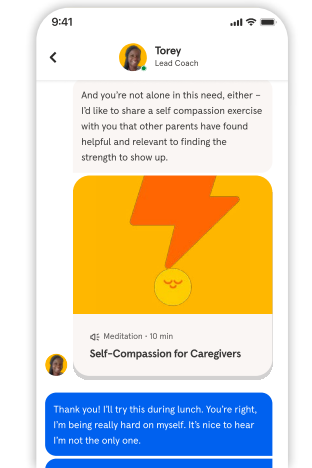 9:41
Torey
Lead Coach
And you're not alone in this need, either –
I'd like to share a self compassion exercise
with you that other parents have found
helpful and relevant to finding the
strength to show up.
Meditation • 10 min
Self-Compassion for Caregivers
Thank you! I'll try this during lunch. You're right,
I'm being really hard on myself. It's nice to hear
I'm not the only one.